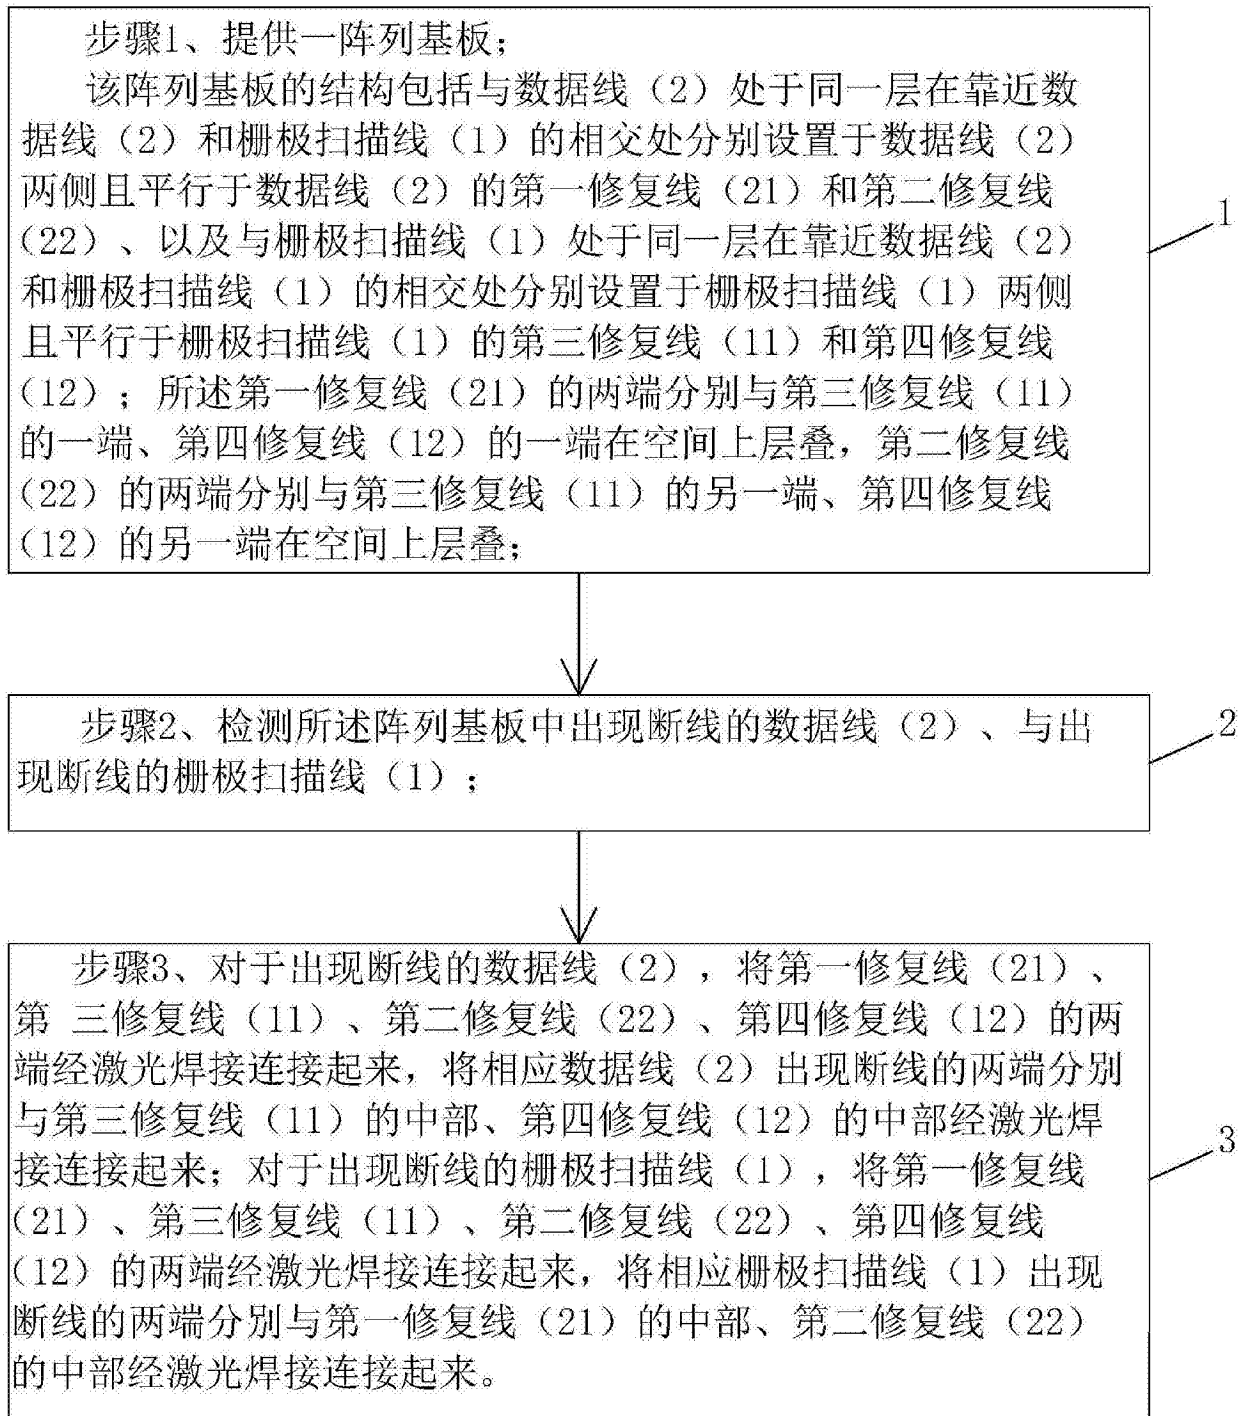 步骤1、提供一阵列基板；
该阵列基板的结构包括与数据线（2）处于同一层在靠近数
据线（2）和栅极扫描线（1）的相交处分别设置于数据线（2）
两侧且平行于数据线（2）的第一修复线（21）和第二修复线
（22）、以及与栅极扫描线（1）处于同一层在靠近数据线（2）
和栅极扫描线（1）的相交处分别设置于栅极扫描线（1）两侧
且平行于栅极扫描线（1）的第三修复线（11）和第四修复线
（12）；所述第一修复线（21）的两端分别与第三修复线（11）
的一端、第四修复线（12）的一端在空间上层叠，第二修复线
（22）的两端分别与第三修复线（11）的另一端、第四修复线
（12）的另一端在空间上层叠；
1
步骤2、检测所述阵列基板中出现断线的数据线（2）、与出
现断线的栅极扫描线（1）；
2
步骤3、对于出现断线的数据线（2），将第一修复线（21）、
第 三修复线（11）、第二修复线（22）、第四修复线（12）的两
端经激光焊接连接起来，将相应数据线（2）出现断线的两端分别
与第三修复线（11）的中部、第四修复线（12）的中部经激光焊
接连接起来；对于出现断线的栅极扫描线（1），将第一修复线
（21）、第三修复线（11）、第二修复线（22）、第四修复线
（12）的两端经激光焊接连接起来，将相应栅极扫描线（1）出现
断线的两端分别与第一修复线（21）的中部、第二修复线（22）
的中部经激光焊接连接起来。
3